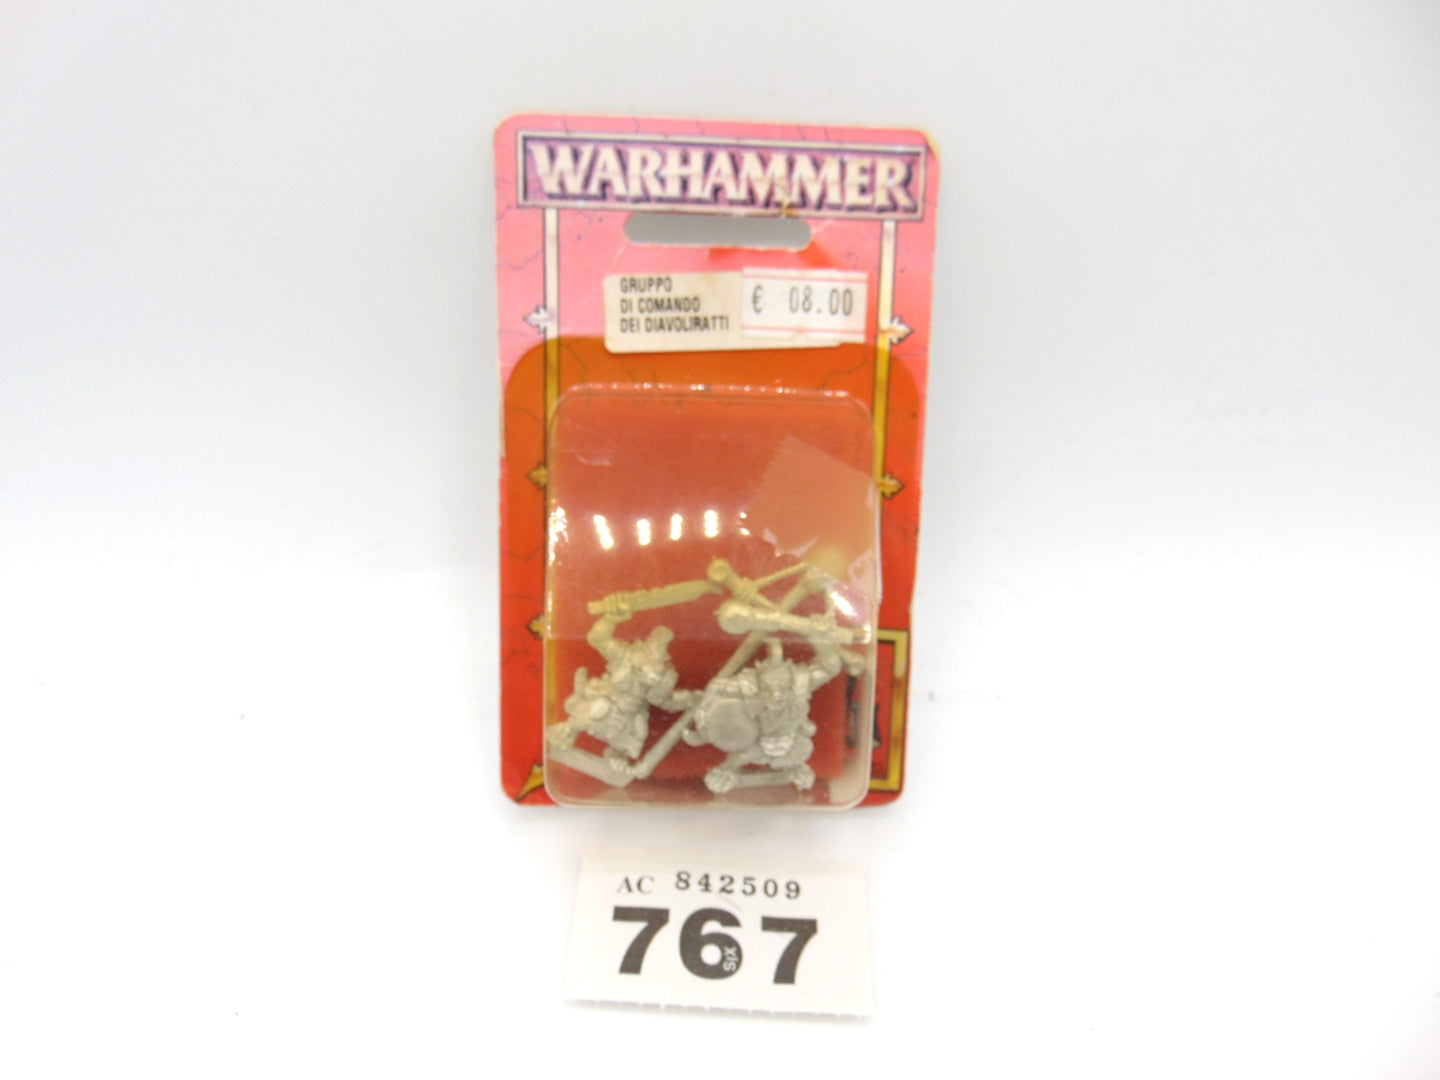 WARHAMMER
GRUPPO
DI COMANDO
DEI DIAVOLIRATTI
€ 08.00
AC 842509
767
SIX